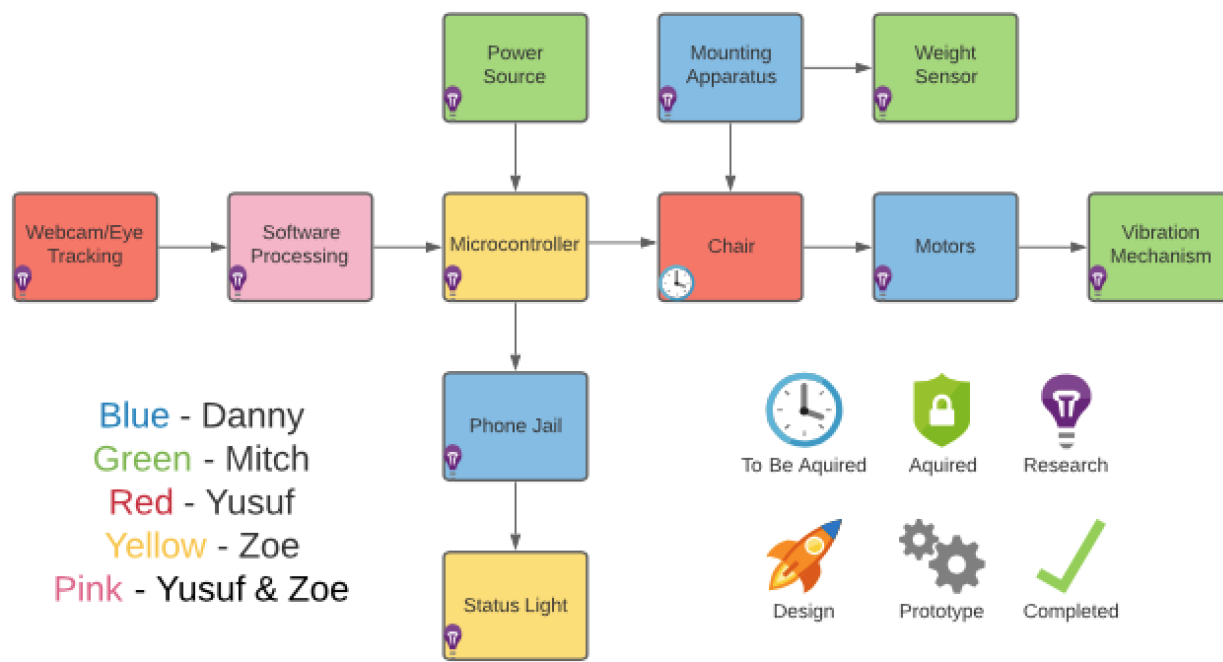 Power
Source
Mounting
Apparatus
Weight
Sensor
Webcam/Eye
Tracking
Software
Processing
Microcontroller
Chair
Motors
Vibration
Mechanism
Phone Jail
Status Light
Blue - Danny
Green - Mitch
Red - Yusuf
Yellow - Zoe
Pink - Yusuf & Zoe
To Be Aquired
Aquired
Research
Design
Prototype
Completed